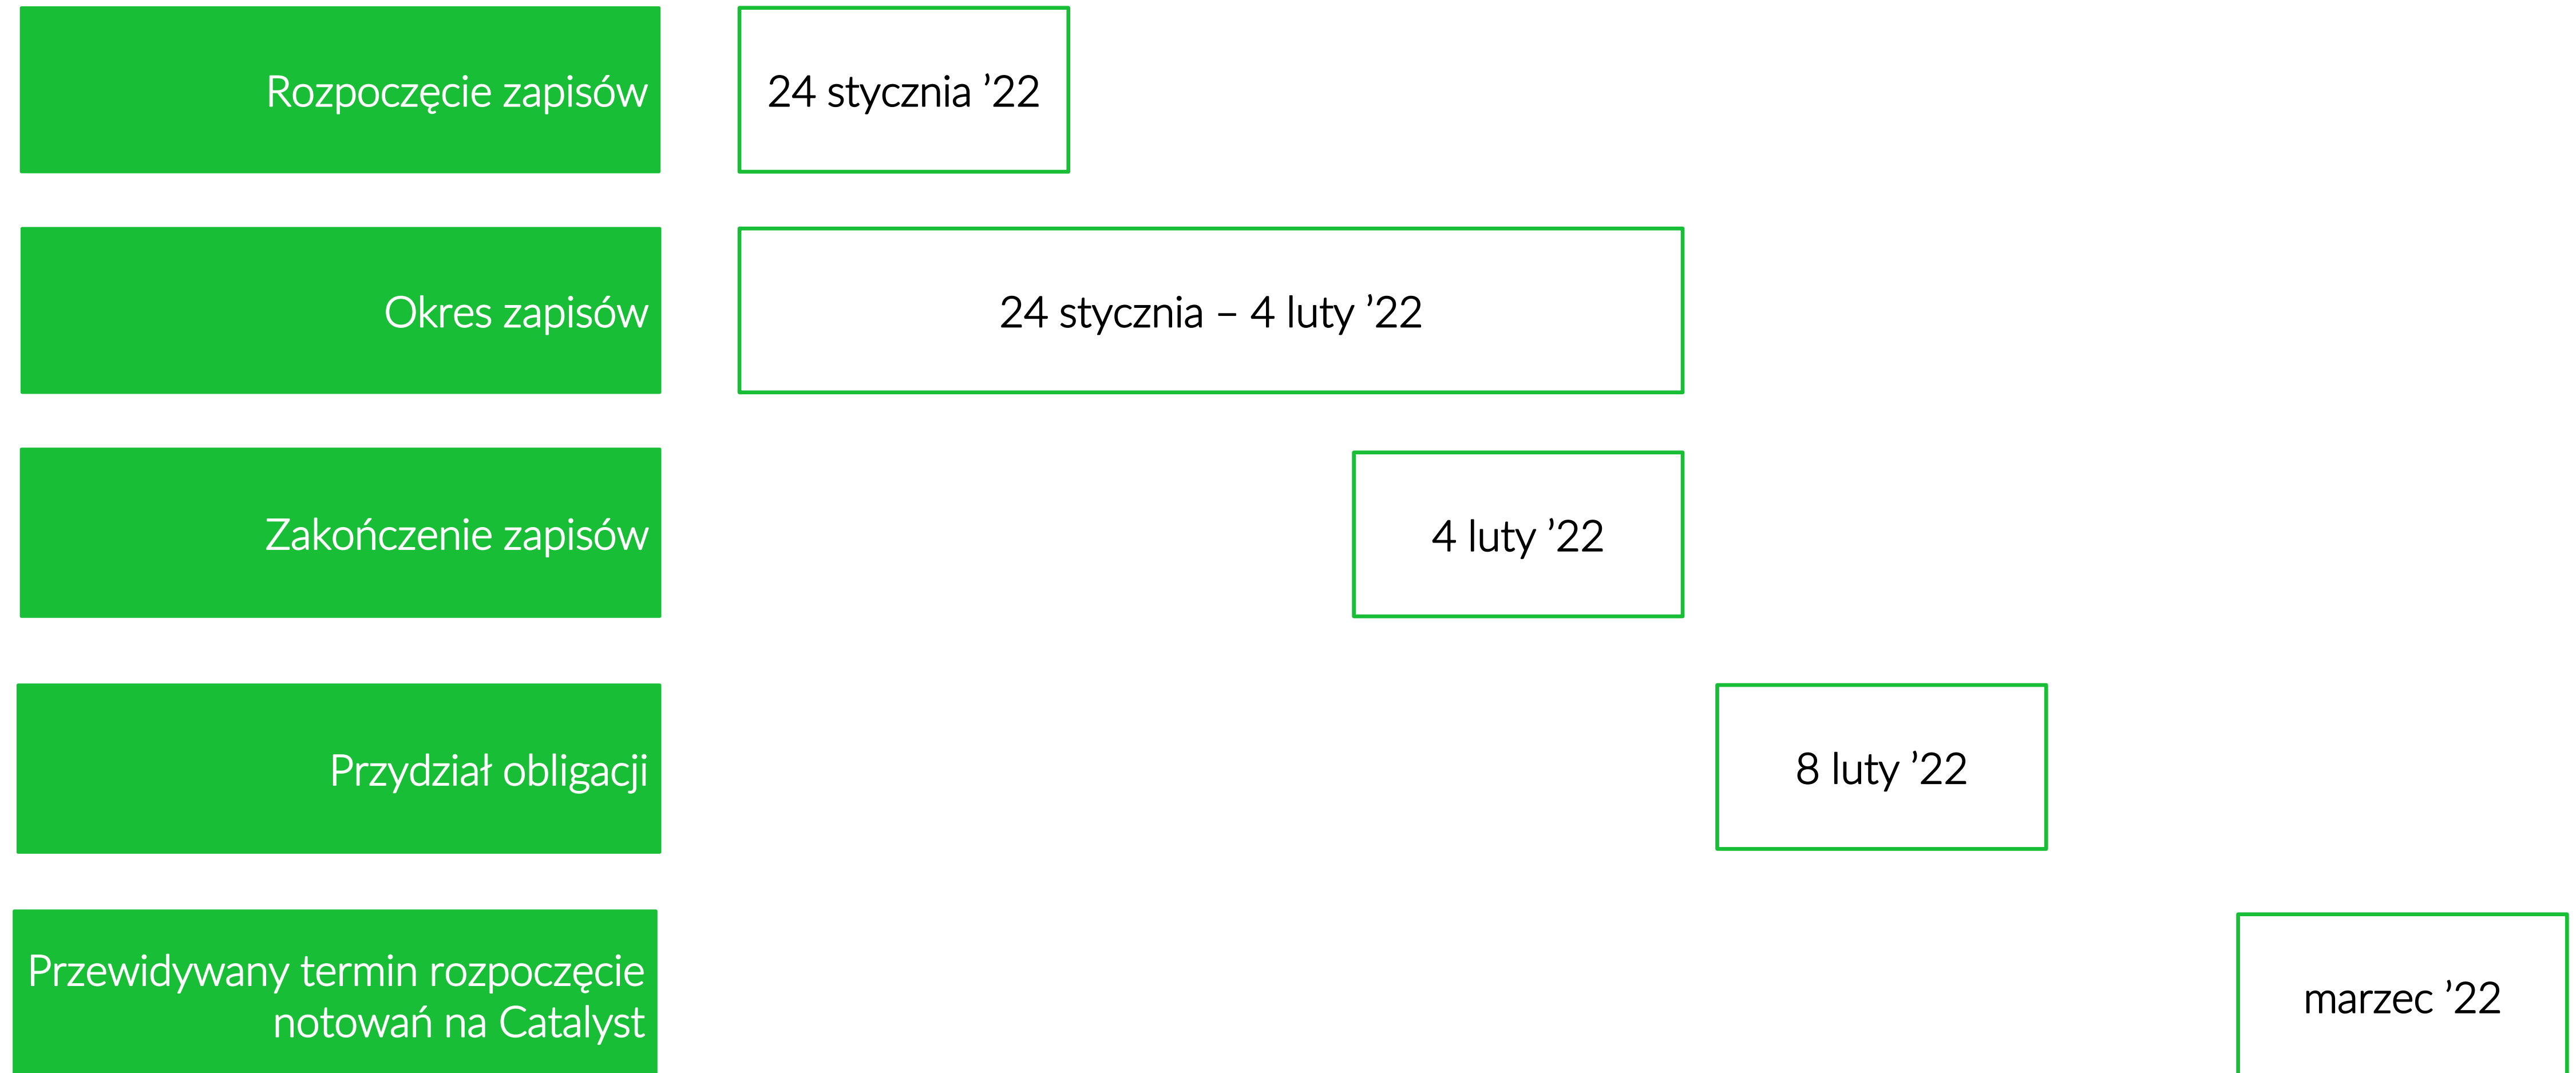 Rozpoczęcie zapisów
24 stycznia ’22
Okres zapisów
24 stycznia – 4 luty ’22
Zakończenie zapisów
4 luty ’22
Przydział obligacji
8 luty ’22
Przewidywany termin rozpoczęcie
notowań na Catalyst
marzec ’22